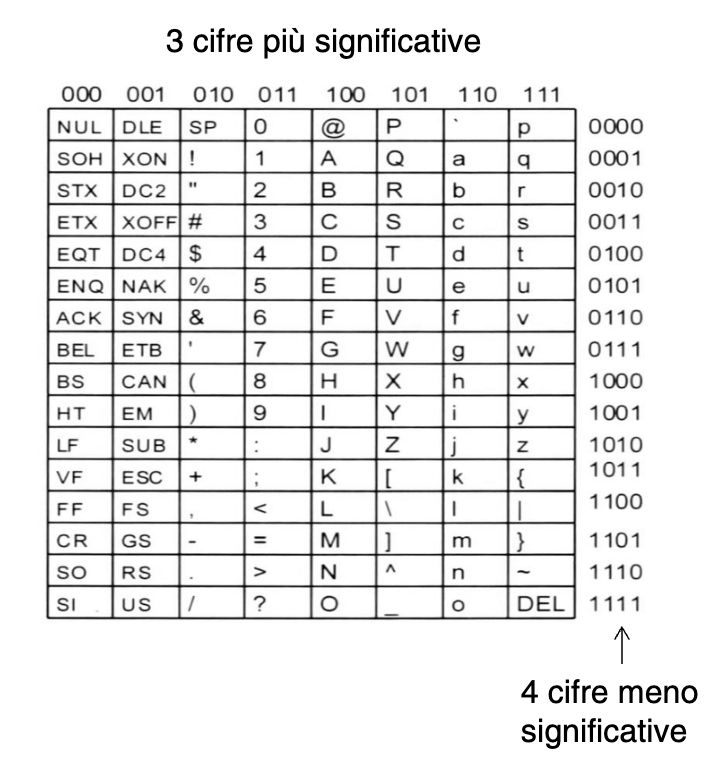 3 cifre più significative
000 001 010 011 100 101 110 111
NUL DLE SP 0 @ P ` p 0000
SOH XON ! 1 A Q a q 0001
STX DC2 " 2 B R b r 0010
ETX XOFF # 3 C S c s 0011
EQT DC4 $ 4 D T d t 0100
ENQ NAK % 5 E U e u 0101
ACK SYN & 6 F V f v 0110
BEL ETB ' 7 G W g w 0111
BS CAN ( 8 H X h x 1000
HT EM ) 9 I Y i y 1001
LF SUB * : J Z j z 1010
VF ESC + ; K [ k { 1011
FF FS , < L \ l | 1100
CR GS - = M ] m } 1101
SO RS . > N ^ n ~ 1110
SI US / ? O _ o DEL 1111
4 cifre meno
significative